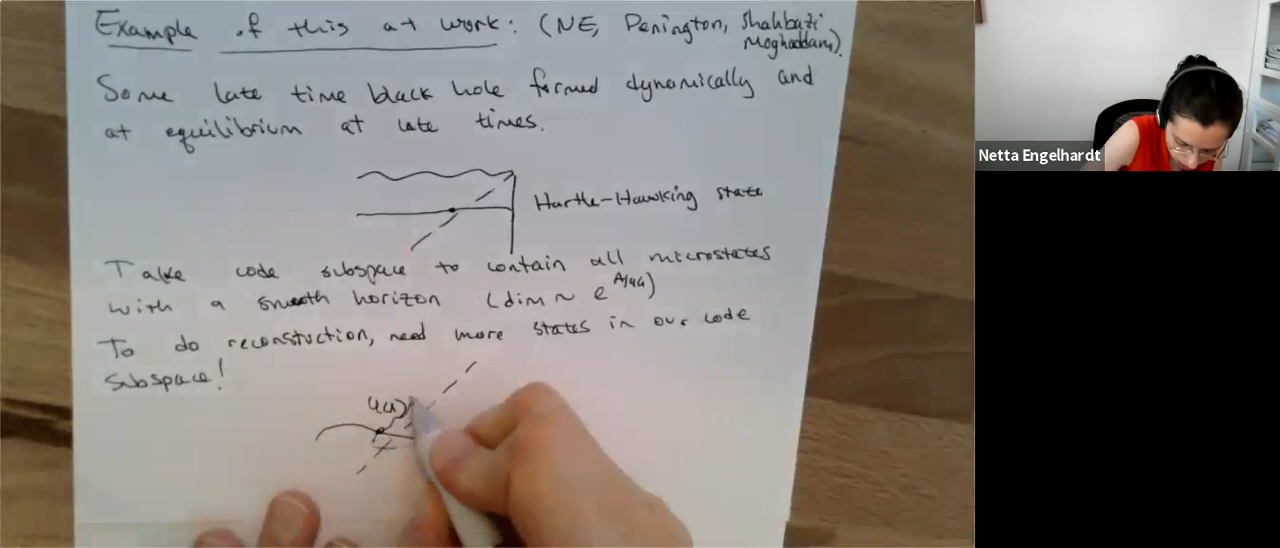 Example of this at work: (NE, Penington, Shahbazi
Moghaddam).
Some late time black hole formed dynamically and
at equilibrium at late times.
Hartle-Hawking state
Take code subspace to contain all microstates
with a smooth horizon (dim ~ e^{A/4G})
To do reconstuction, need more states in our code
subspace!
Netta Engelhardt